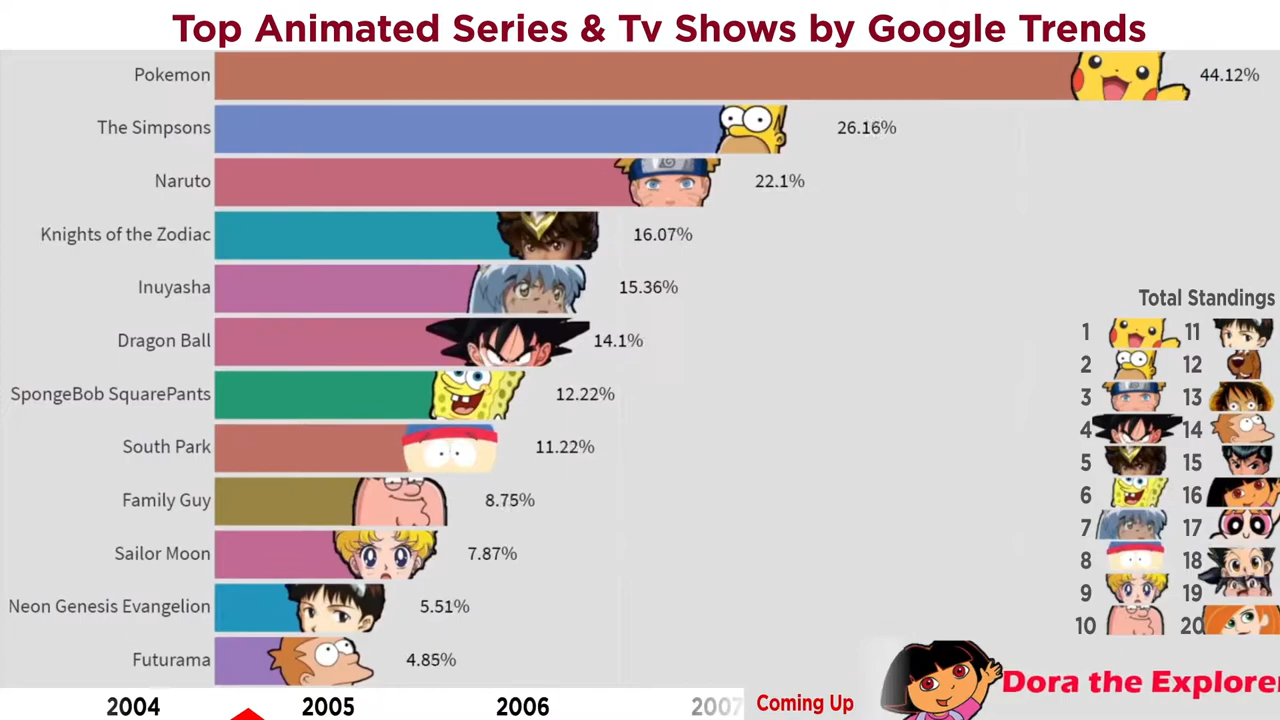 Top Animated Series & Tv Shows by Google Trends
Pokemon 44.12%
The Simpsons 26.16%
Naruto 22.1%
Knights of the Zodiac 16.07%
Inuyasha 15.36%
Dragon Ball 14.1%
SpongeBob SquarePants 12.22%
South Park 11.22%
Family Guy 8.75%
Sailor Moon 7.87%
Neon Genesis Evangelion 5.51%
Futurama 4.85%
Total Standings
1 11
2 12
3 13
4 14
5 15
6 16
7 17
8 18
9 19
10 20
2004 2005 2006 2007
Coming Up Dora the Explorer